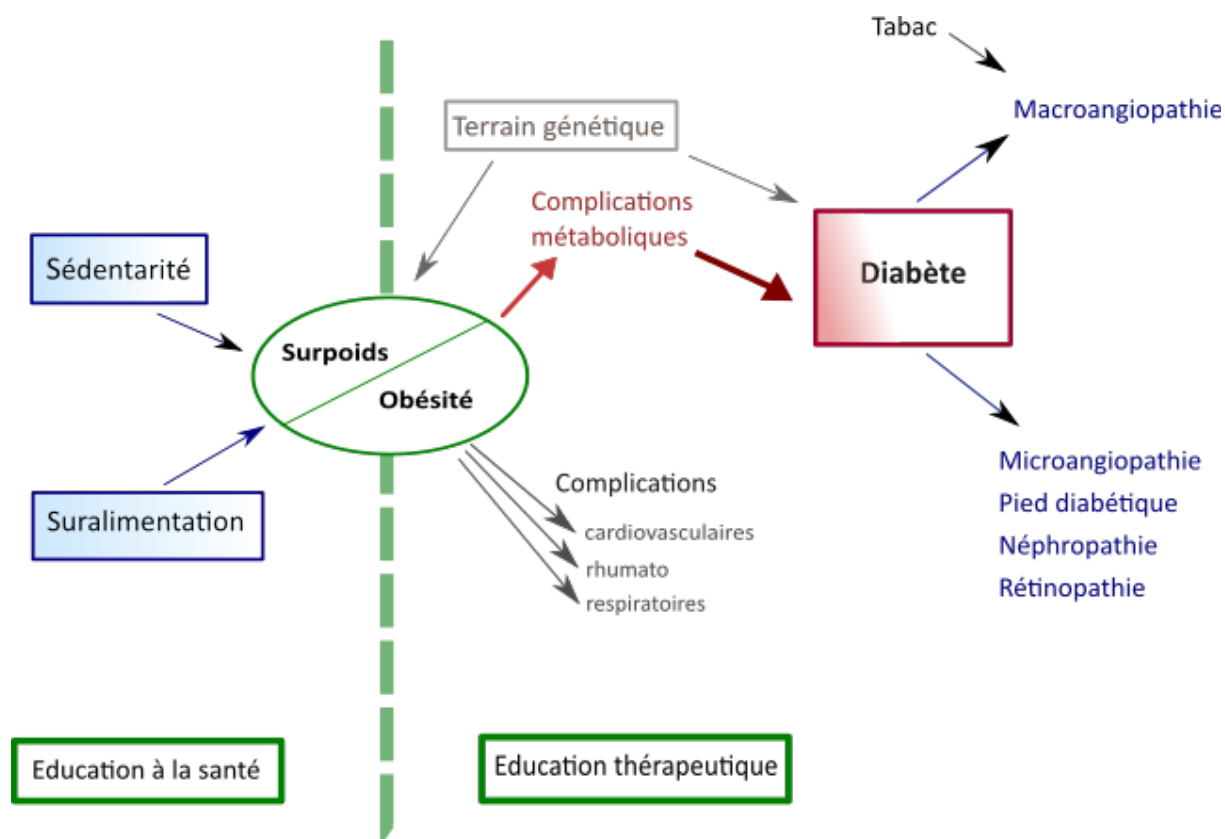 Tabac
Macroangiopathie
Terrain génétique
Complications
métaboliques
Sédentarité
Diabète
Surpoids
Obésité
Suralimentation
Complications
cardiovasculaires
rhumato
respiratoires
Microangiopathie
Pied diabétique
Néphropathie
Rétinopathie
Education à la santé
Education thérapeutique